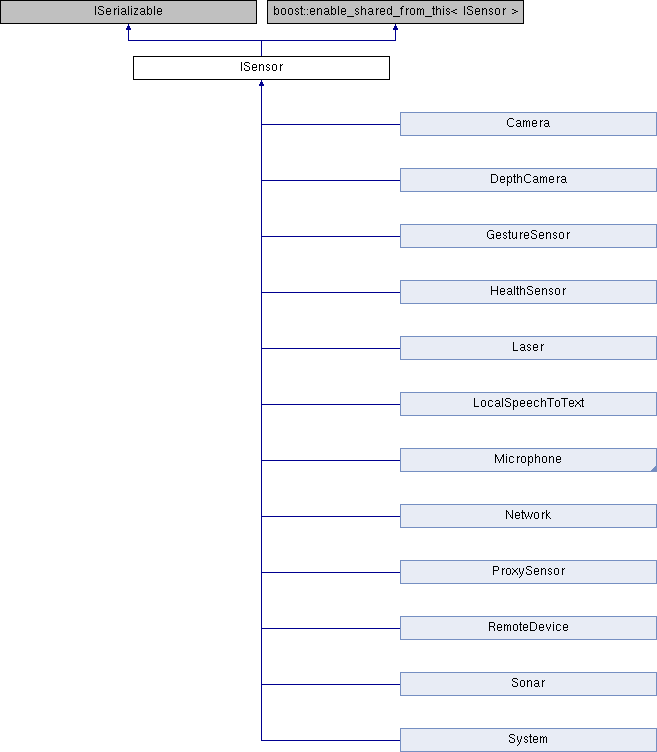 ISerializable
boost::enable_shared_from_this< ISensor >
ISensor
Camera
DepthCamera
GestureSensor
HealthSensor
Laser
LocalSpeechToText
Microphone
Network
ProxySensor
RemoteDevice
Sonar
System